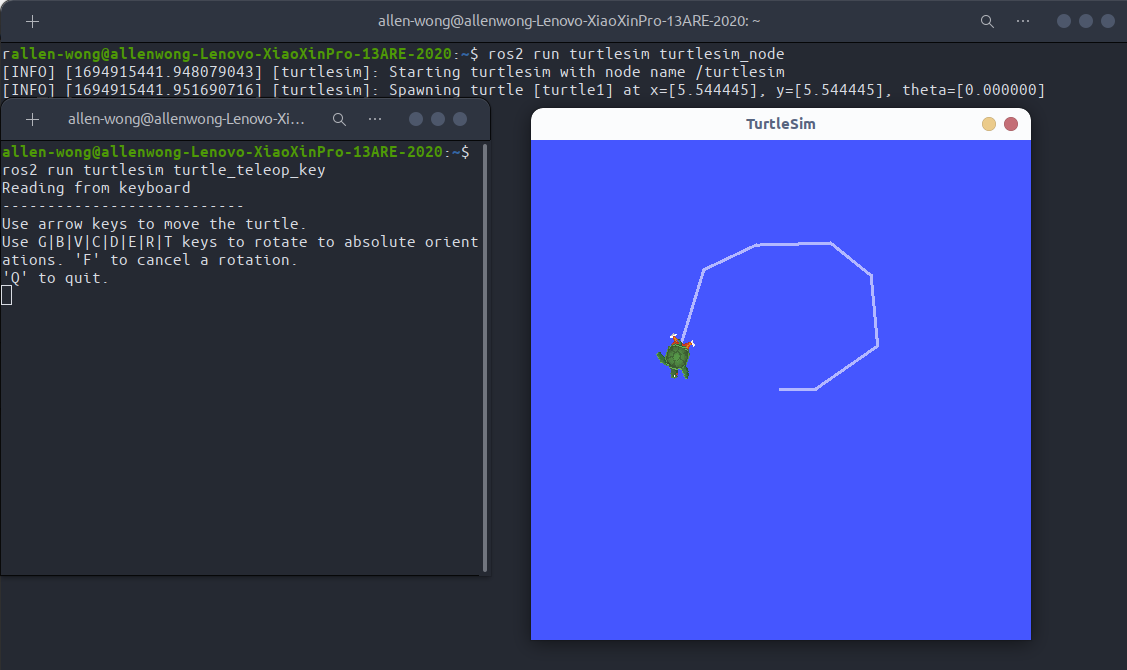 allen-wong@allenwong-Lenovo-XiaoXinPro-13ARE-2020: ~
rallen-wong@allenwong-Lenovo-XiaoXinPro-13ARE-2020:~$ ros2 run turtlesim turtlesim_node
[INFO] [1694915441.948079043] [turtlesim]: Starting turtlesim with node name /turtlesim
[INFO] [1694915441.951690716] [turtlesim]: Spawning turtle [turtle1] at x=[5.544445], y=[5.544445], theta=[0.000000]
allen-wong@allenwong-Lenovo-Xi...
allen-wong@allenwong-Lenovo-XiaoXinPro-13ARE-2020:~$
ros2 run turtlesim turtle_teleop_key
Reading from keyboard
---------------------------
Use arrow keys to move the turtle.
Use G|B|V|C|D|E|R|T keys to rotate to absolute orient
ations. 'F' to cancel a rotation.
'Q' to quit.
TurtleSim